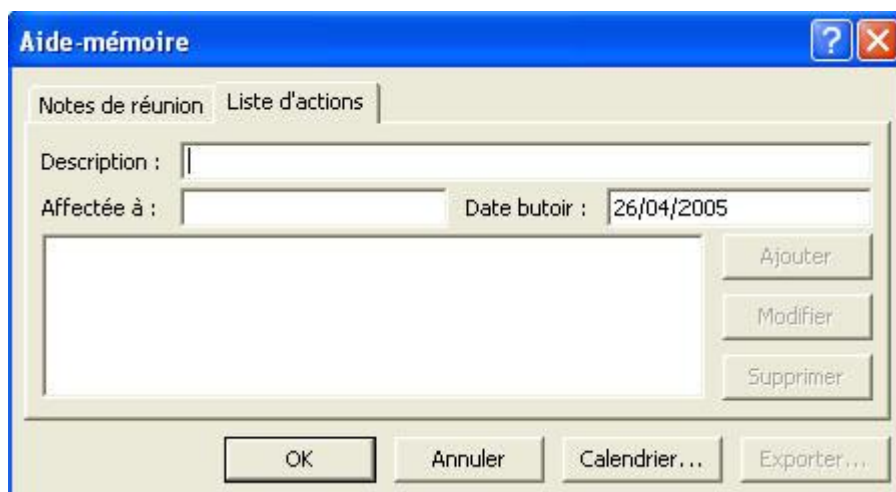 Aide-mémoire
Notes de réunion Liste d'actions
Description :
Affectée à : Date butoir : 26/04/2005
Ajouter
Modifier
Supprimer
OK Annuler Calendrier... Exporter...